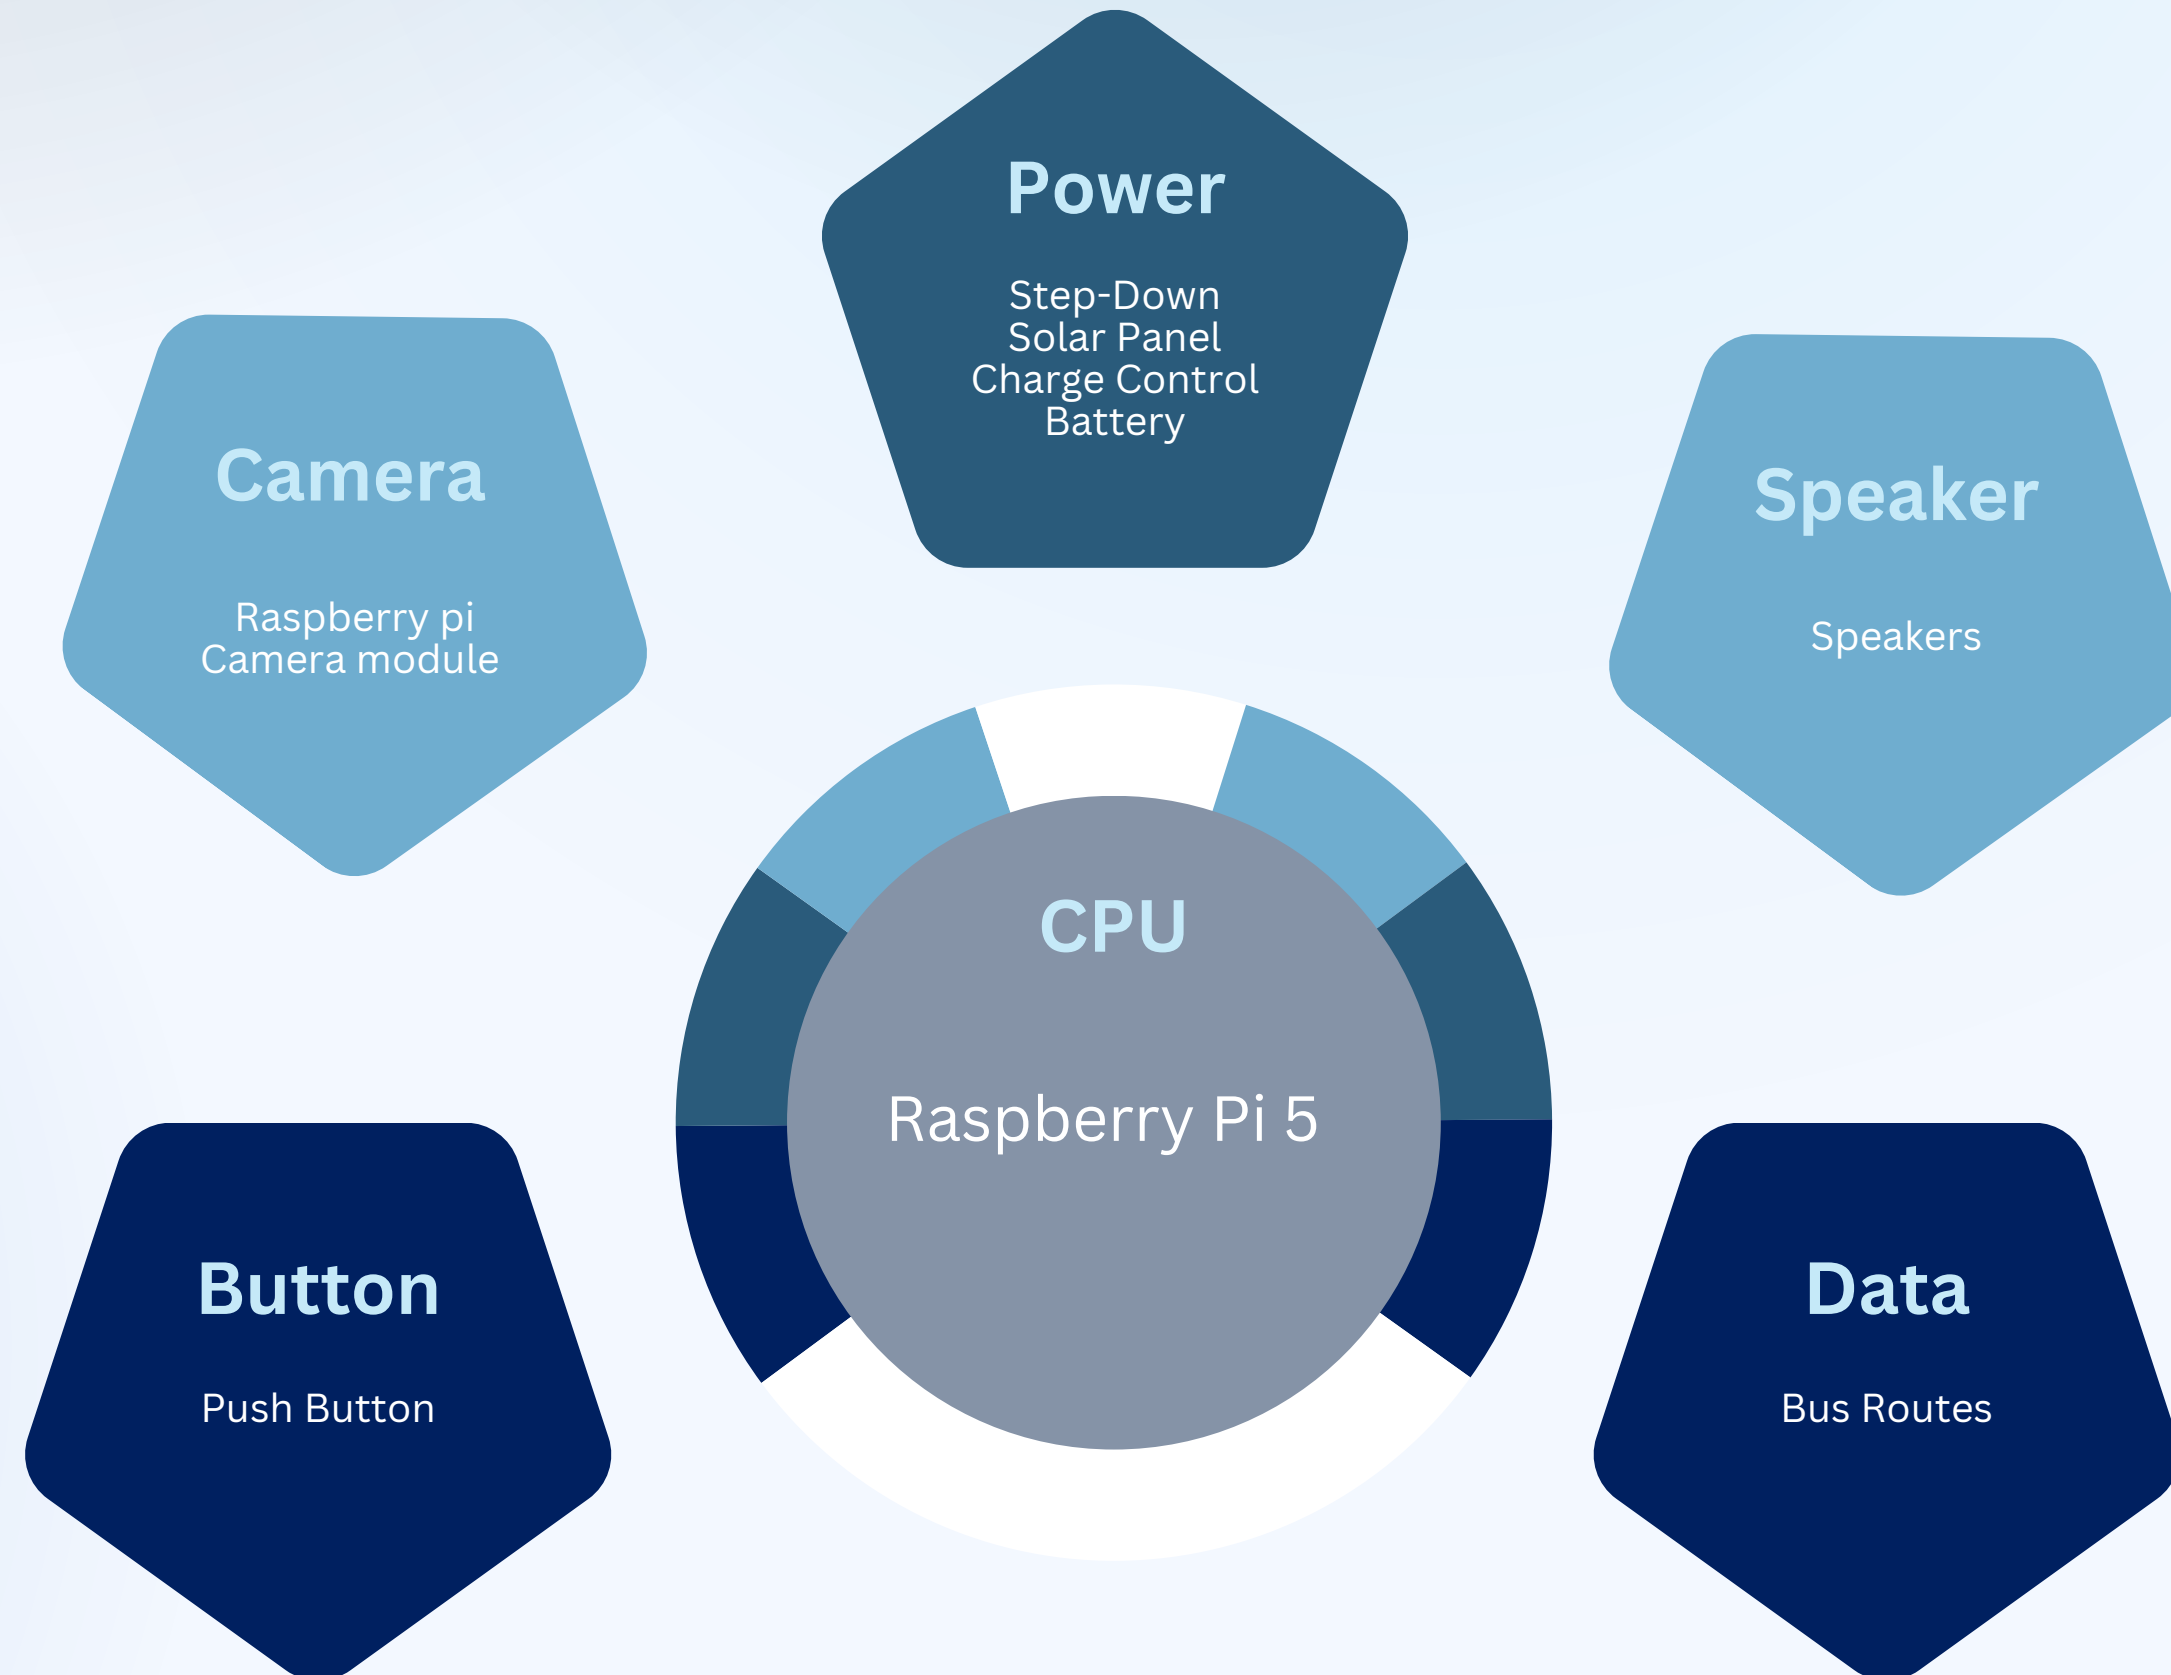 Power
Step-Down
Solar Panel
Charge Control
Battery
Camera
Raspberry pi
Camera module
Speaker
Speakers
CPU
Raspberry Pi 5
Button
Push Button
Data
Bus Routes